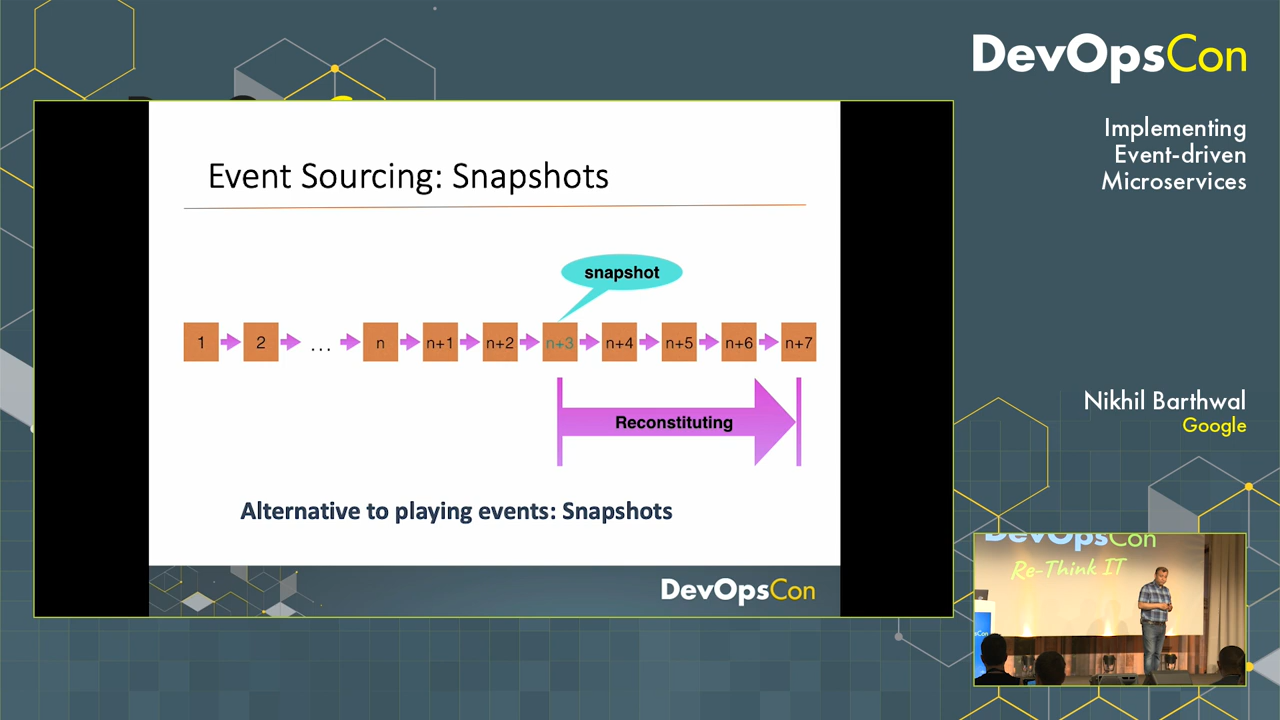 DevOpsCon
Implementing
Event-driven
Microservices
Event Sourcing: Snapshots
snapshot
1
2
...
n
n+1
n+2
n+3
n+4
n+5
n+6
n+7
Reconstituting
Alternative to playing events: Snapshots
DevOpsCon
Nikhil Barthwal
Google
DevOpsCon
Re-Think IT